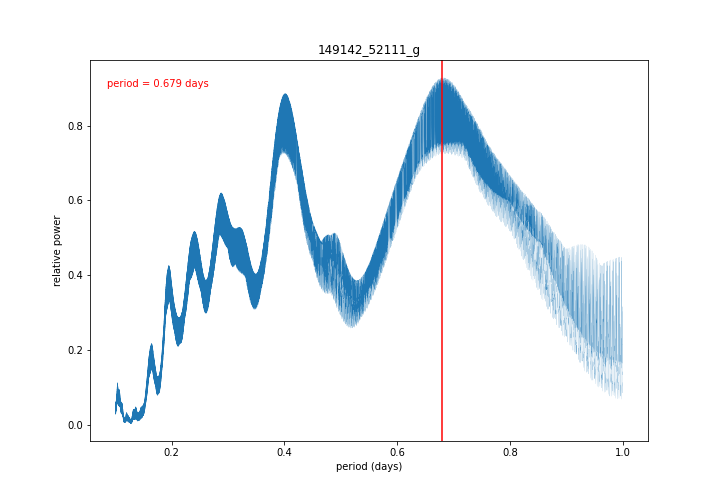 149142_52111_g
period = 0.679 days
relative power
0.8
0.6
0.4
0.2
0.0
0.2 0.4 0.6 0.8 1.0
period (days)